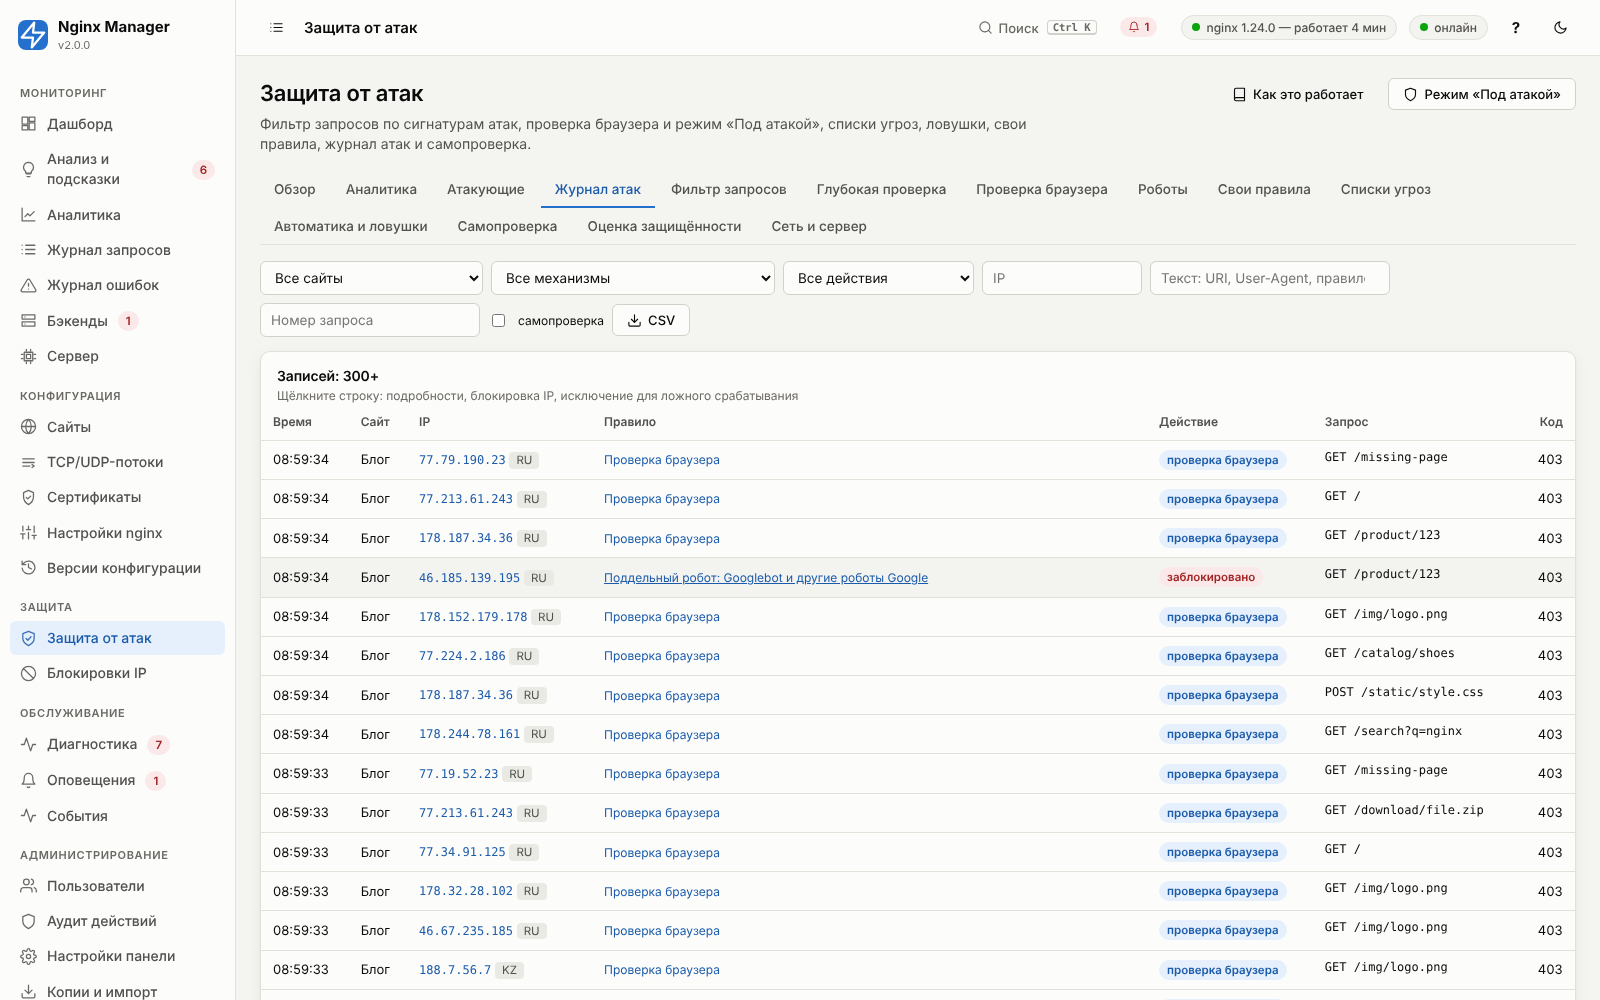 Nginx Manager
v2.0.0
МОНИТОРИНГ
Дашборд
Анализ и подсказки 6
Аналитика
Журнал запросов
Журнал ошибок
Бэкенды 1
Сервер
КОНФИГУРАЦИЯ
Сайты
TCP/UDP-потоки
Сертификаты
Настройки nginx
Версии конфигурации
ЗАЩИТА
Защита от атак
Блокировки IP
ОБСЛУЖИВАНИЕ
Диагностика 7
Оповещения 1
События
АДМИНИСТРИРОВАНИЕ
Пользователи
Аудит действий
Настройки панели
Копии и импорт
Защита от атак
Поиск Ctrl K
1
nginx 1.24.0 — работает 4 мин
онлайн
?
Защита от атак
Как это работает
Режим «Под атакой»
Фильтр запросов по сигнатурам атак, проверка браузера и режим «Под атакой», списки угроз, ловушки, свои
правила, журнал атак и самопроверка.
Обзор Аналитика Атакующие Журнал атак Фильтр запросов Глубокая проверка Проверка браузера Роботы Свои правила Списки угроз
Автоматика и ловушки Самопроверка Оценка защищённости Сеть и сервер
Все сайты Все механизмы Все действия IP Текст: URI, User-Agent, правил
Номер запроса самопроверка CSV
Записей: 300+
Щёлкните строку: подробности, блокировка IP, исключение для ложного срабатывания
Время Сайт IP Правило Действие Запрос Код
08:59:34 Блог 77.79.190.23 RU Проверка браузера проверка браузера GET /missing-page 403
08:59:34 Блог 77.213.61.243 RU Проверка браузера проверка браузера GET / 403
08:59:34 Блог 178.187.34.36 RU Проверка браузера проверка браузера GET /product/123 403
08:59:34 Блог 46.185.139.195 RU Поддельный робот: Googlebot и другие роботы Google заблокировано GET /product/123 403
08:59:34 Блог 178.152.179.178 RU Проверка браузера проверка браузера GET /img/logo.png 403
08:59:34 Блог 77.224.2.186 RU Проверка браузера проверка браузера GET /catalog/shoes 403
08:59:34 Блог 178.187.34.36 RU Проверка браузера проверка браузера POST /static/style.css 403
08:59:34 Блог 178.244.78.161 RU Проверка браузера проверка браузера GET /search?q=nginx 403
08:59:33 Блог 77.19.52.23 RU Проверка браузера проверка браузера GET /missing-page 403
08:59:33 Блог 77.213.61.243 RU Проверка браузера проверка браузера GET /download/file.zip 403
08:59:33 Блог 77.34.91.125 RU Проверка браузера проверка браузера GET / 403
08:59:33 Блог 178.32.28.102 RU Проверка браузера проверка браузера GET /img/logo.png 403
08:59:33 Блог 46.67.235.185 RU Проверка браузера проверка браузера GET /img/logo.png 403
08:59:33 Блог 188.7.56.7 KZ Проверка браузера проверка браузера GET /img/logo.png 403